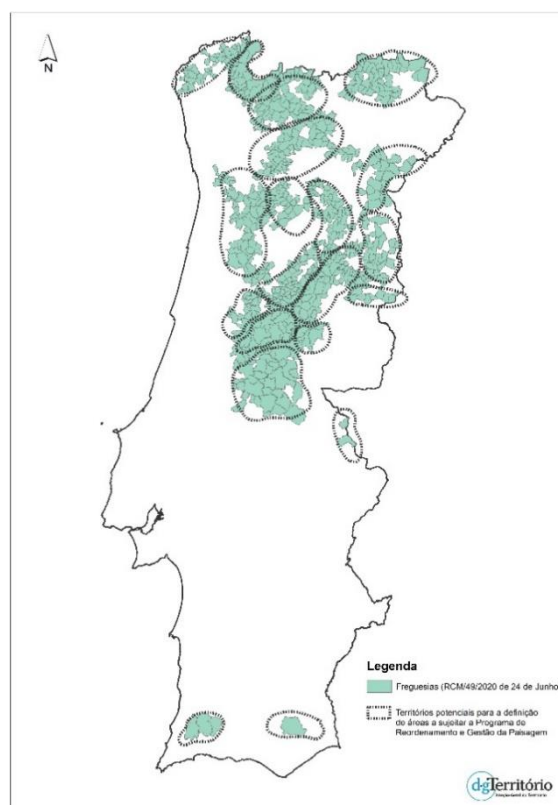 N
Legenda
Freguesias (RCM/49/2020 de 24 de Junho
Territórios potenciais para a definição
de áreas a sujeitar a Programa de
Reordenamento e Gestão da Paisagem
dgTerritório